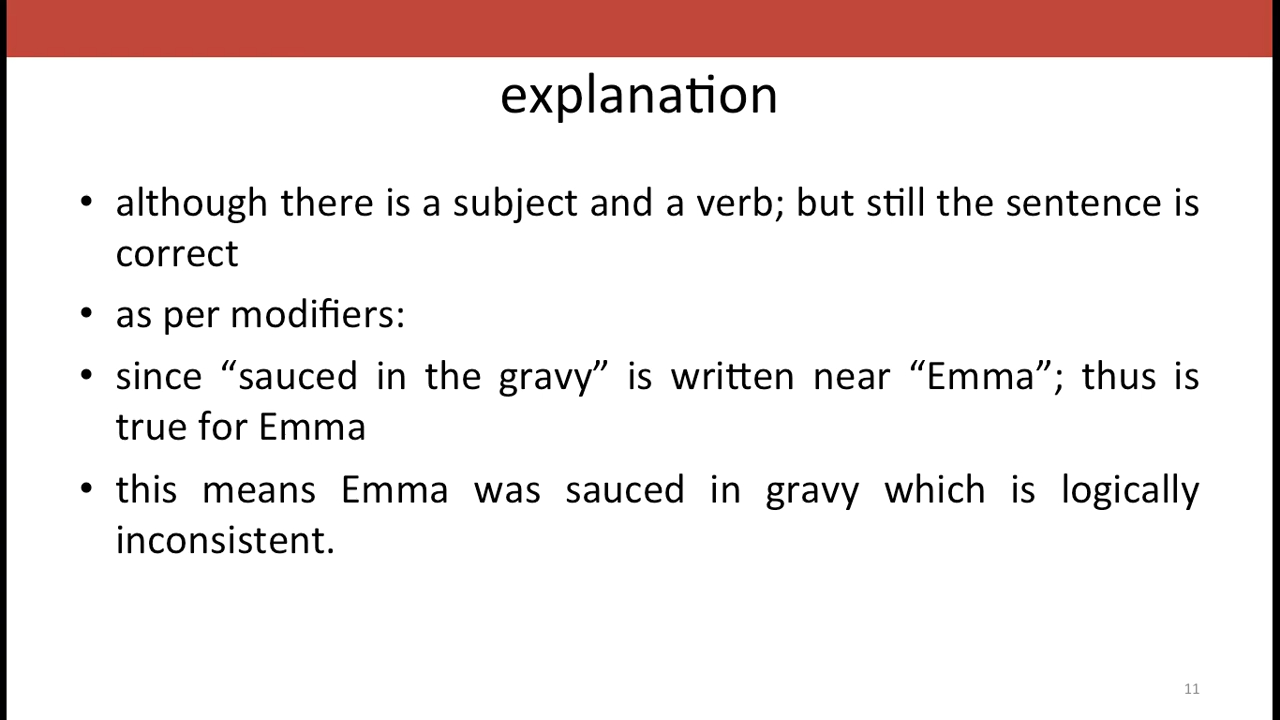 explanation
• although there is a subject and a verb; but still the sentence is
correct
• as per modifiers:
• since “sauced in the gravy” is written near “Emma”; thus is
true for Emma
• this means Emma was sauced in gravy which is logically
inconsistent.
11